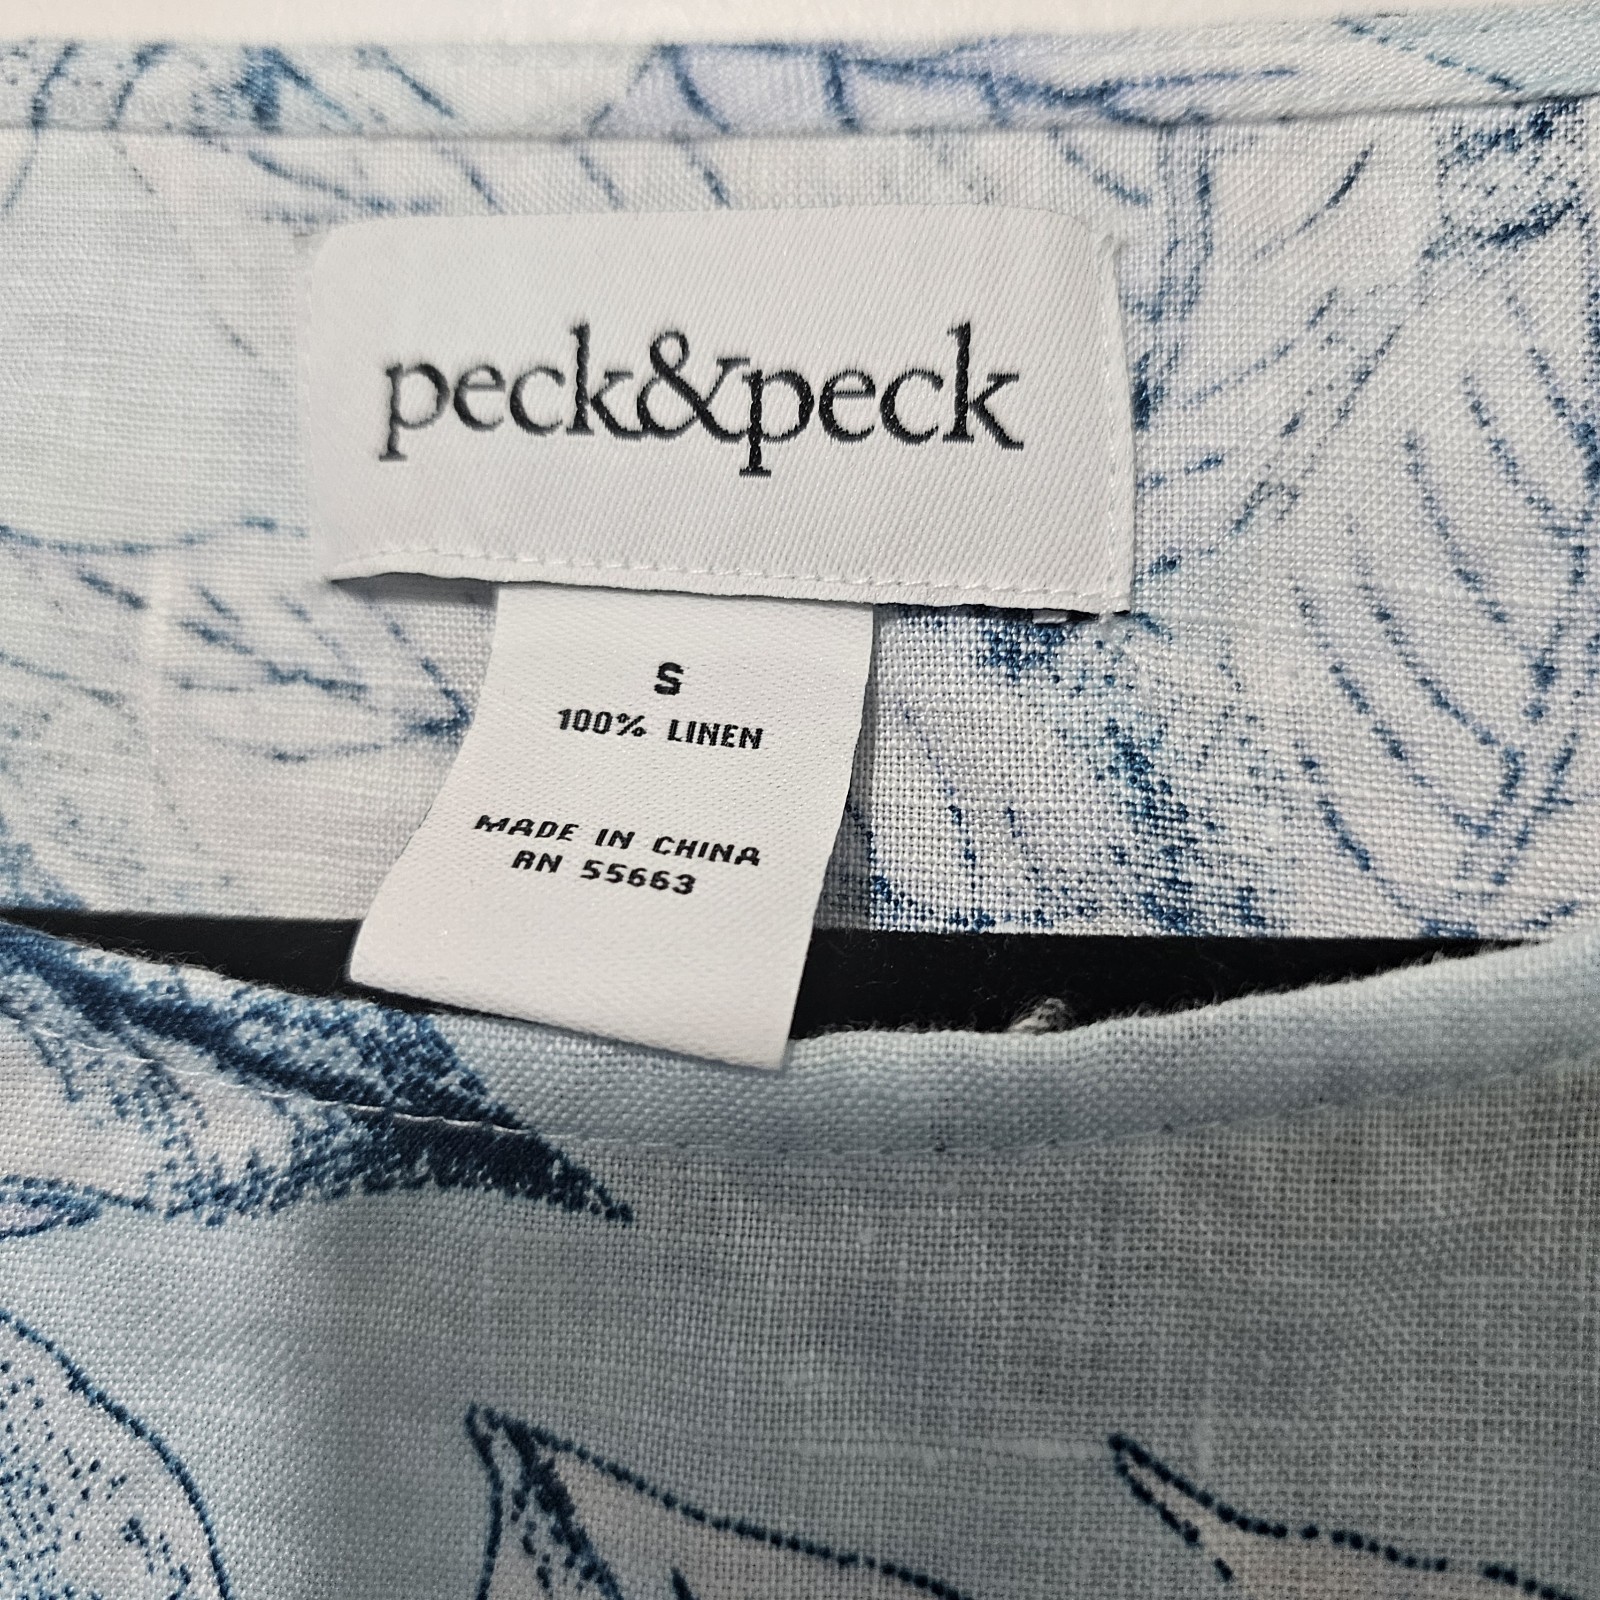 peck&peck
S
100% LINEN
MADE IN CHINA
RN 55663